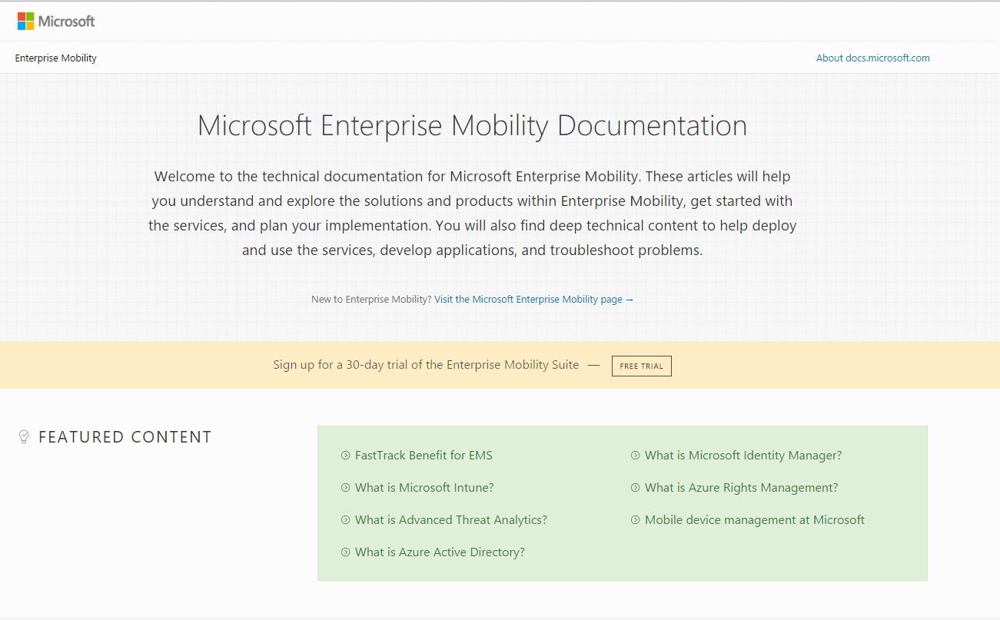 Microsoft
Enterprise Mobility
About docs.microsoft.com
Microsoft Enterprise Mobility Documentation
Welcome to the technical documentation for Microsoft Enterprise Mobility. These articles will help
you understand and explore the solutions and products within Enterprise Mobility, get started with
the services, and plan your implementation. You will also find deep technical content to help deploy
and use the services, develop applications, and troubleshoot problems.
New to Enterprise Mobility? Visit the Microsoft Enterprise Mobility page →
Sign up for a 30-day trial of the Enterprise Mobility Suite — FREE TRIAL
FEATURED CONTENT
FastTrack Benefit for EMS
What is Microsoft Intune?
What is Advanced Threat Analytics?
What is Azure Active Directory?
What is Microsoft Identity Manager?
What is Azure Rights Management?
Mobile device management at Microsoft